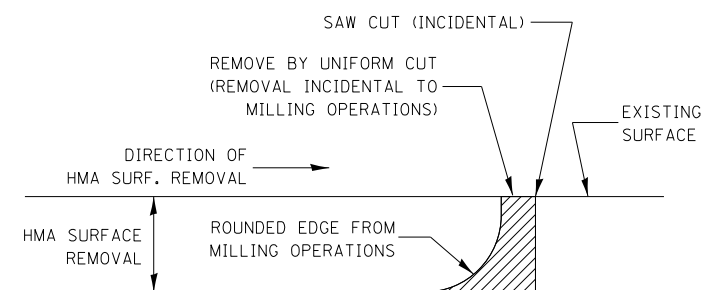 SAW CUT (INCIDENTAL)
REMOVE BY UNIFORM CUT
(REMOVAL INCIDENTAL TO
MILLING OPERATIONS)
EXISTING
SURFACE
DIRECTION OF
HMA SURF. REMOVAL
HMA SURFACE
REMOVAL
ROUNDED EDGE FROM
MILLING OPERATIONS